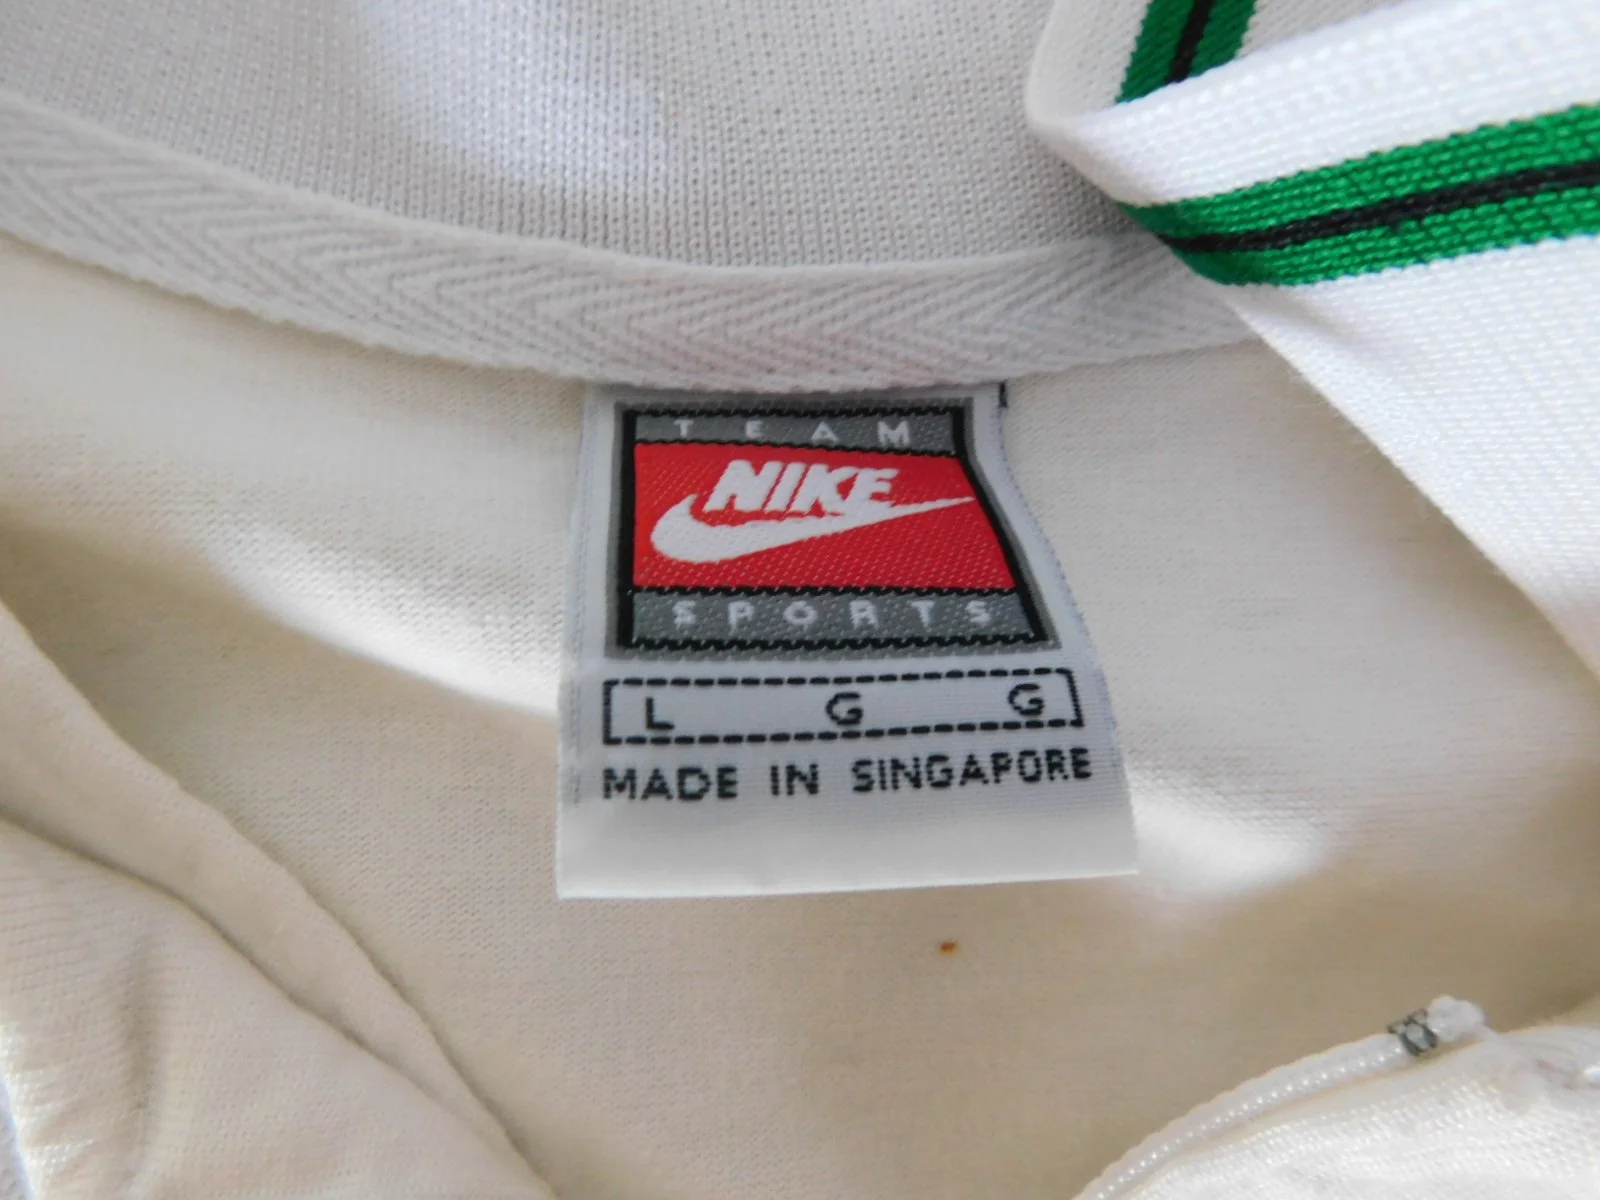 TEAM
NIKE
SPORTS
L G G
MADE IN SINGAPORE